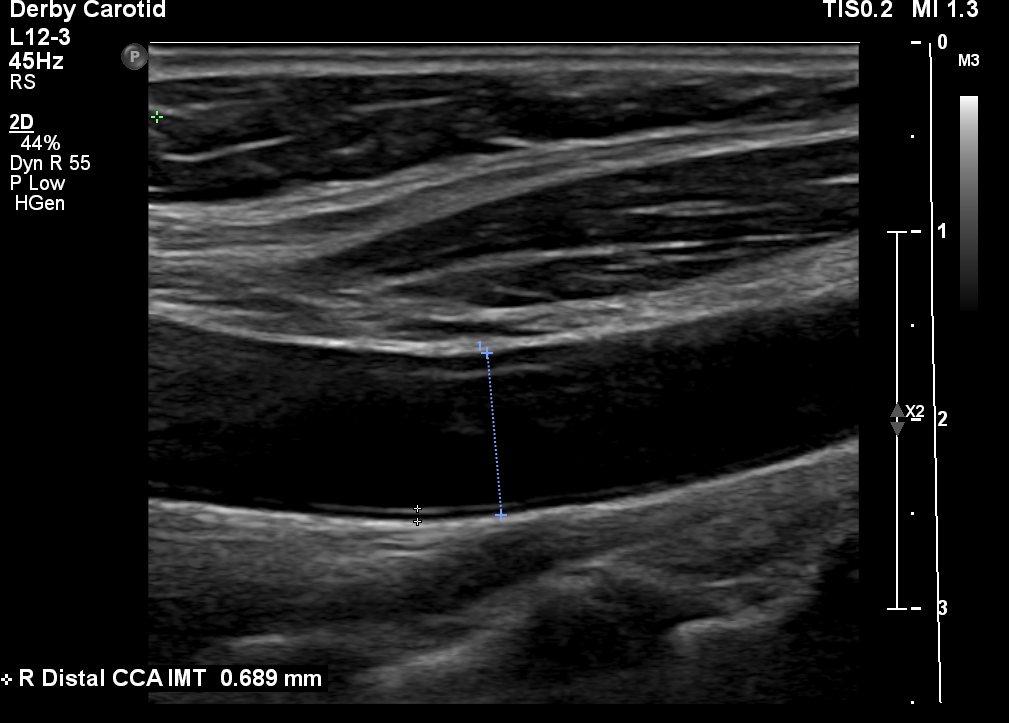 Derby Carotid
TIS0.2 MI 1.3
L12-3
45Hz
RS
2D
44%
Dyn R 55
P Low
HGen
P
M3
0
1
X2
2
3
1
R Distal CCA IMT 0.689 mm